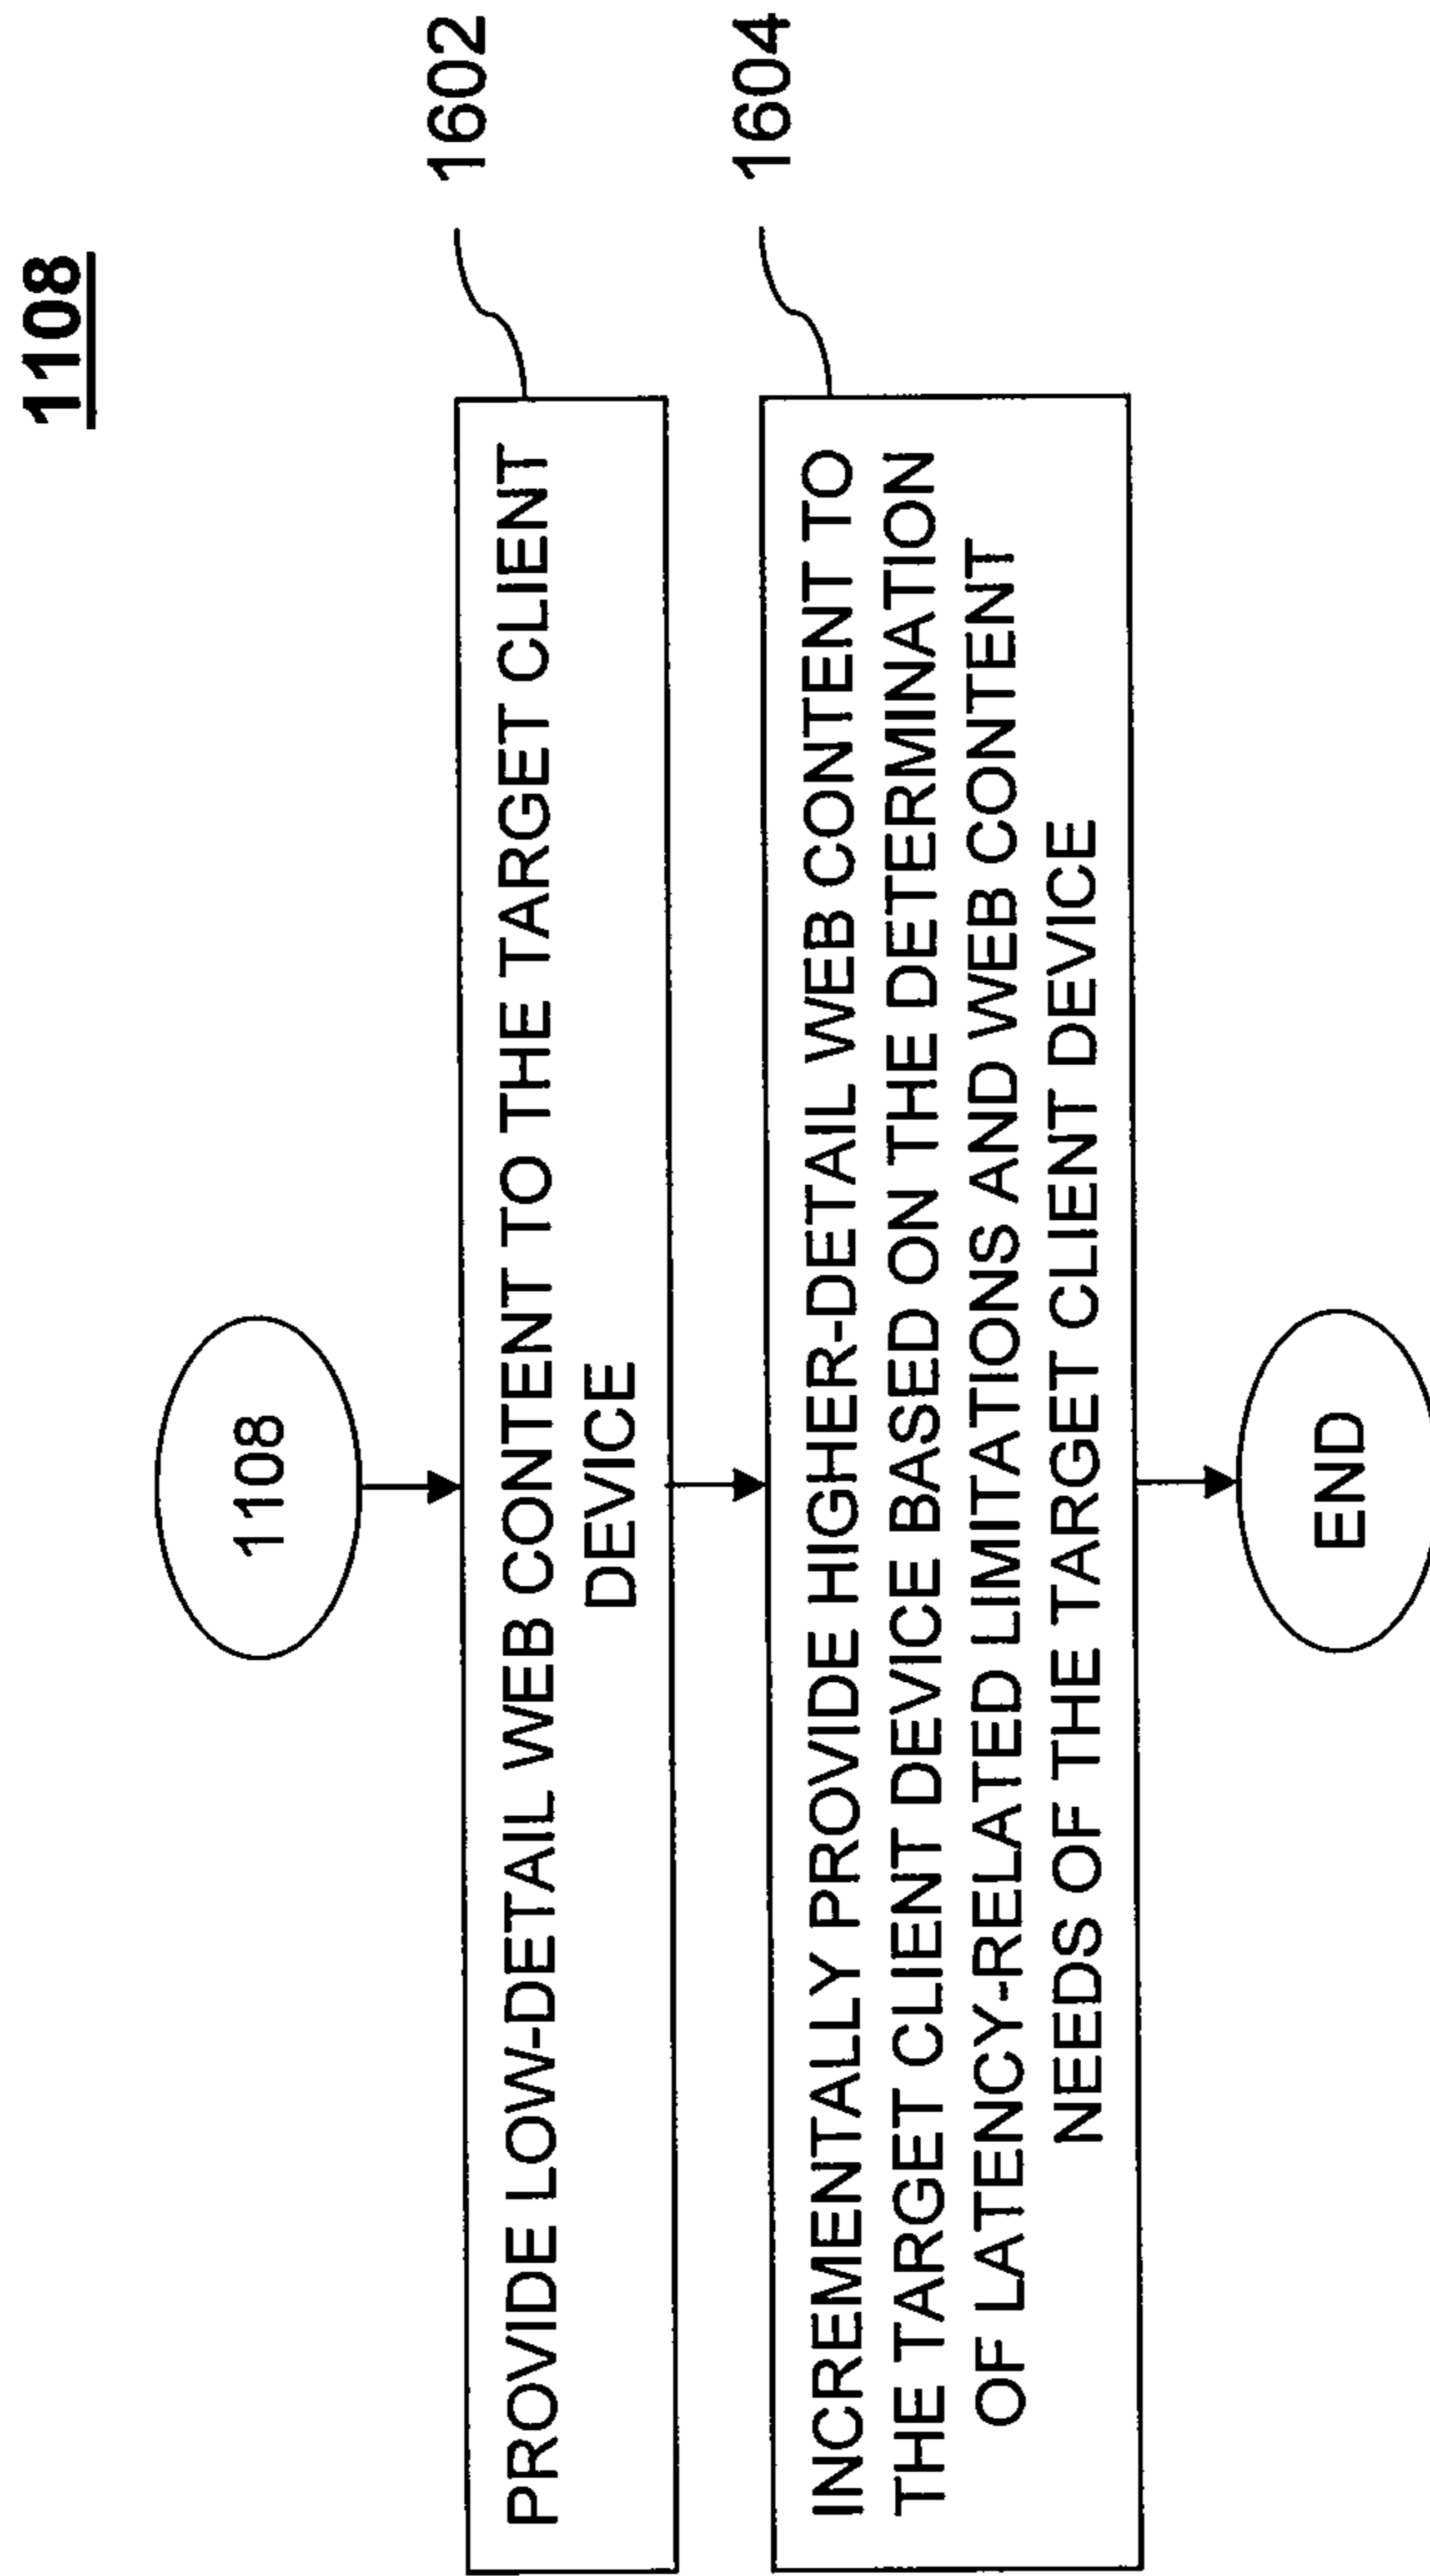 1108
1108
PROVIDE LOW-DETAIL WEB CONTENT TO THE TARGET CLIENT
DEVICE
1602
INCREMENTALLY PROVIDE HIGHER-DETAIL WEB CONTENT TO
THE TARGET CLIENT DEVICE BASED ON THE DETERMINATION
OF LATENCY-RELATED LIMITATIONS AND WEB CONTENT
NEEDS OF THE TARGET CLIENT DEVICE
1604
END